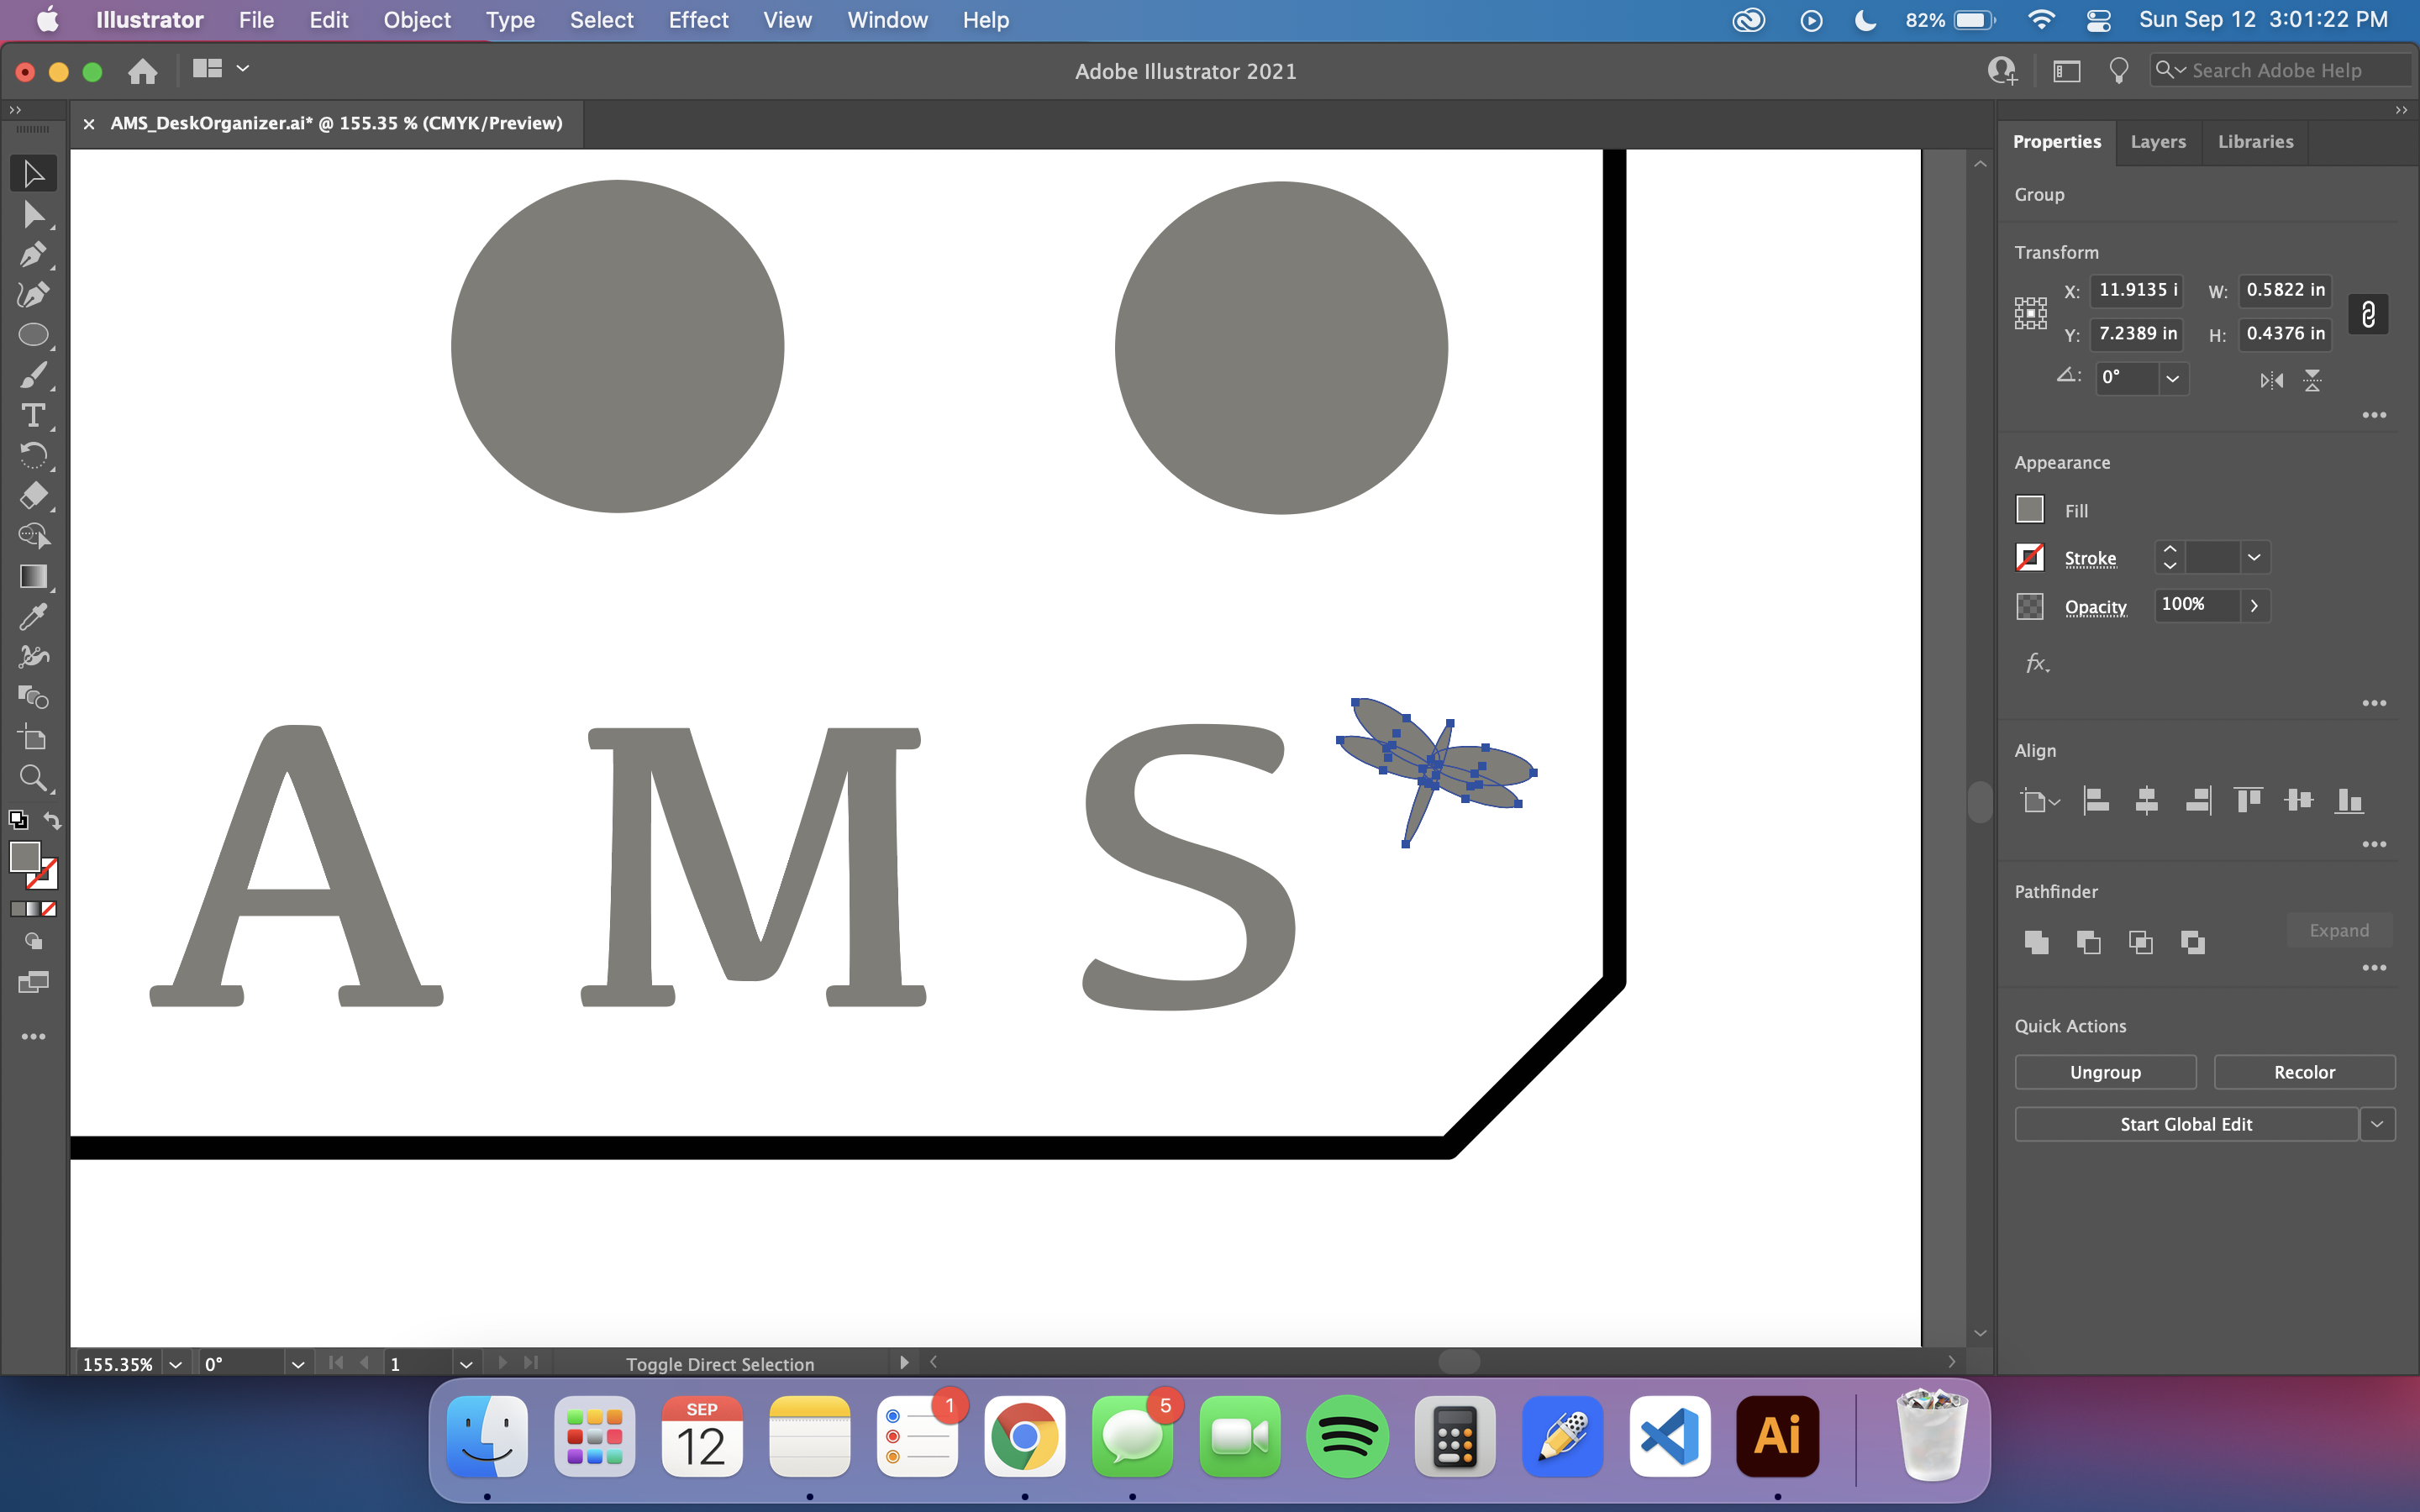 Illustrator File Edit Object Type Select Effect View Window Help 82% Sun Sep 12 3:01:22 PM
Adobe Illustrator 2021 Search Adobe Help
AMS_DeskOrganizer.ai* @ 155.35 % (CMYK/Preview)
Properties Layers Libraries
Group
Transform
X: 11.9135 i W: 0.5822 in
Y: 7.2389 in H: 0.4376 in
0°
Appearance
Fill
Stroke
Opacity 100%
fx.
Align
Pathfinder
Expand
Quick Actions
Ungroup Recolor
Start Global Edit
A M S
155.35% 0° 1 Toggle Direct Selection
SEP
12
1
5
Ai